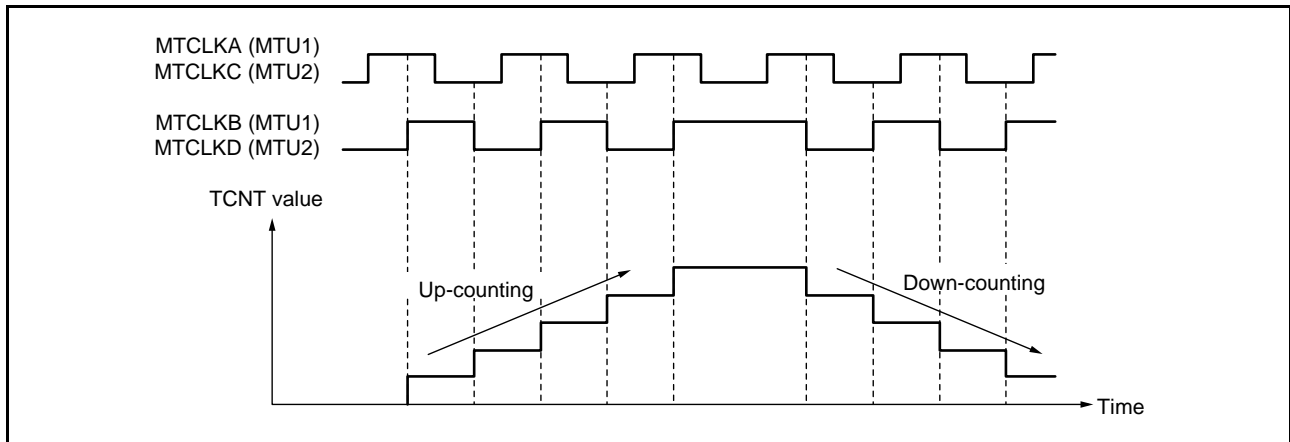 MTCLKA (MTU1)
MTCLKC (MTU2)
MTCLKB (MTU1)
MTCLKD (MTU2)
TCNT value
Up-counting
Down-counting
Time